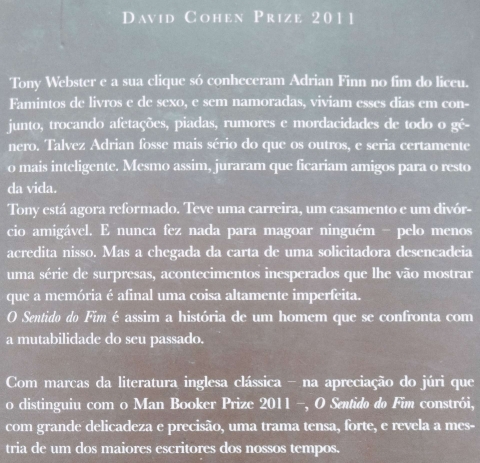 DAVID COHEN PRIZE 2011
Tony Webster e a sua clique só conheceram Adrian Finn no fim do liceu.
Famintos de livros e de sexo, e sem namoradas, viviam esses dias em con-
junto, trocando afetações, piadas, rumores e mordacidades de todo o gé-
nero. Talvez Adrian fosse mais sério do que os outros, e seria certamente
o mais inteligente. Mesmo assim, juraram que ficariam amigos para o resto
da vida.
Tony está agora reformado. Teve uma carreira, um casamento e um divór-
cio amigável. E nunca fez nada para magoar ninguém – pelo menos
acredita nisso. Mas a chegada da carta de uma solicitadora desencadeia
uma série de surpresas, acontecimentos inesperados que lhe vão mostrar
que a memória é afinal uma coisa altamente imperfeita.
O Sentido do Fim é assim a história de um homem que se confronta com
a mutabilidade do seu passado.
Com marcas da literatura inglesa clássica – na apreciação do júri que
o distinguiu com o Man Booker Prize 2011 –, O Sentido do Fim constrói,
com grande delicadeza e precisão, uma trama tensa, forte, e revela a mes-
tria de um dos maiores escritores dos nossos tempos.